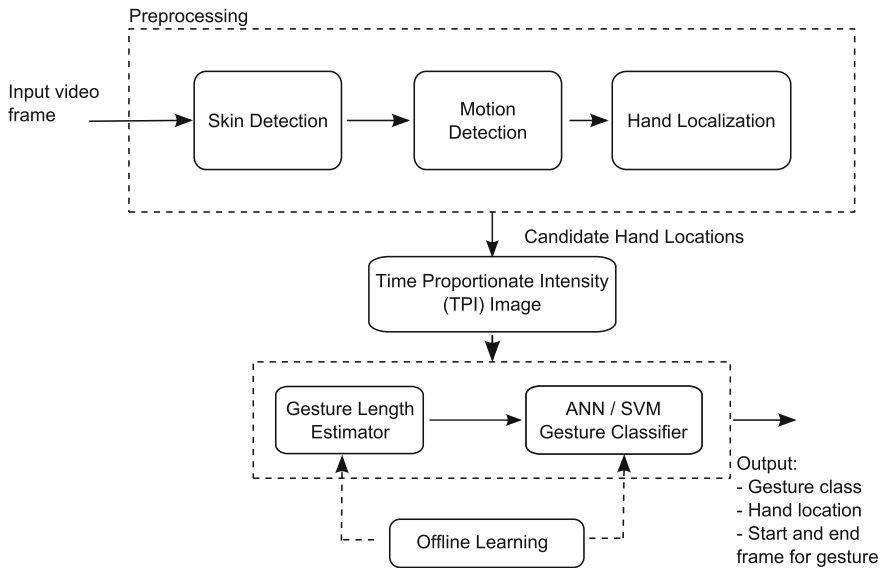 Preprocessing
Input video
frame
Skin Detection
Motion
Detection
Hand Localization
Candidate Hand Locations
Time Proportionate Intensity
(TPI) Image
Gesture Length
Estimator
ANN / SVM
Gesture Classifier
Output:
- Gesture class
- Hand location
- Start and end
frame for gesture
Offline Learning